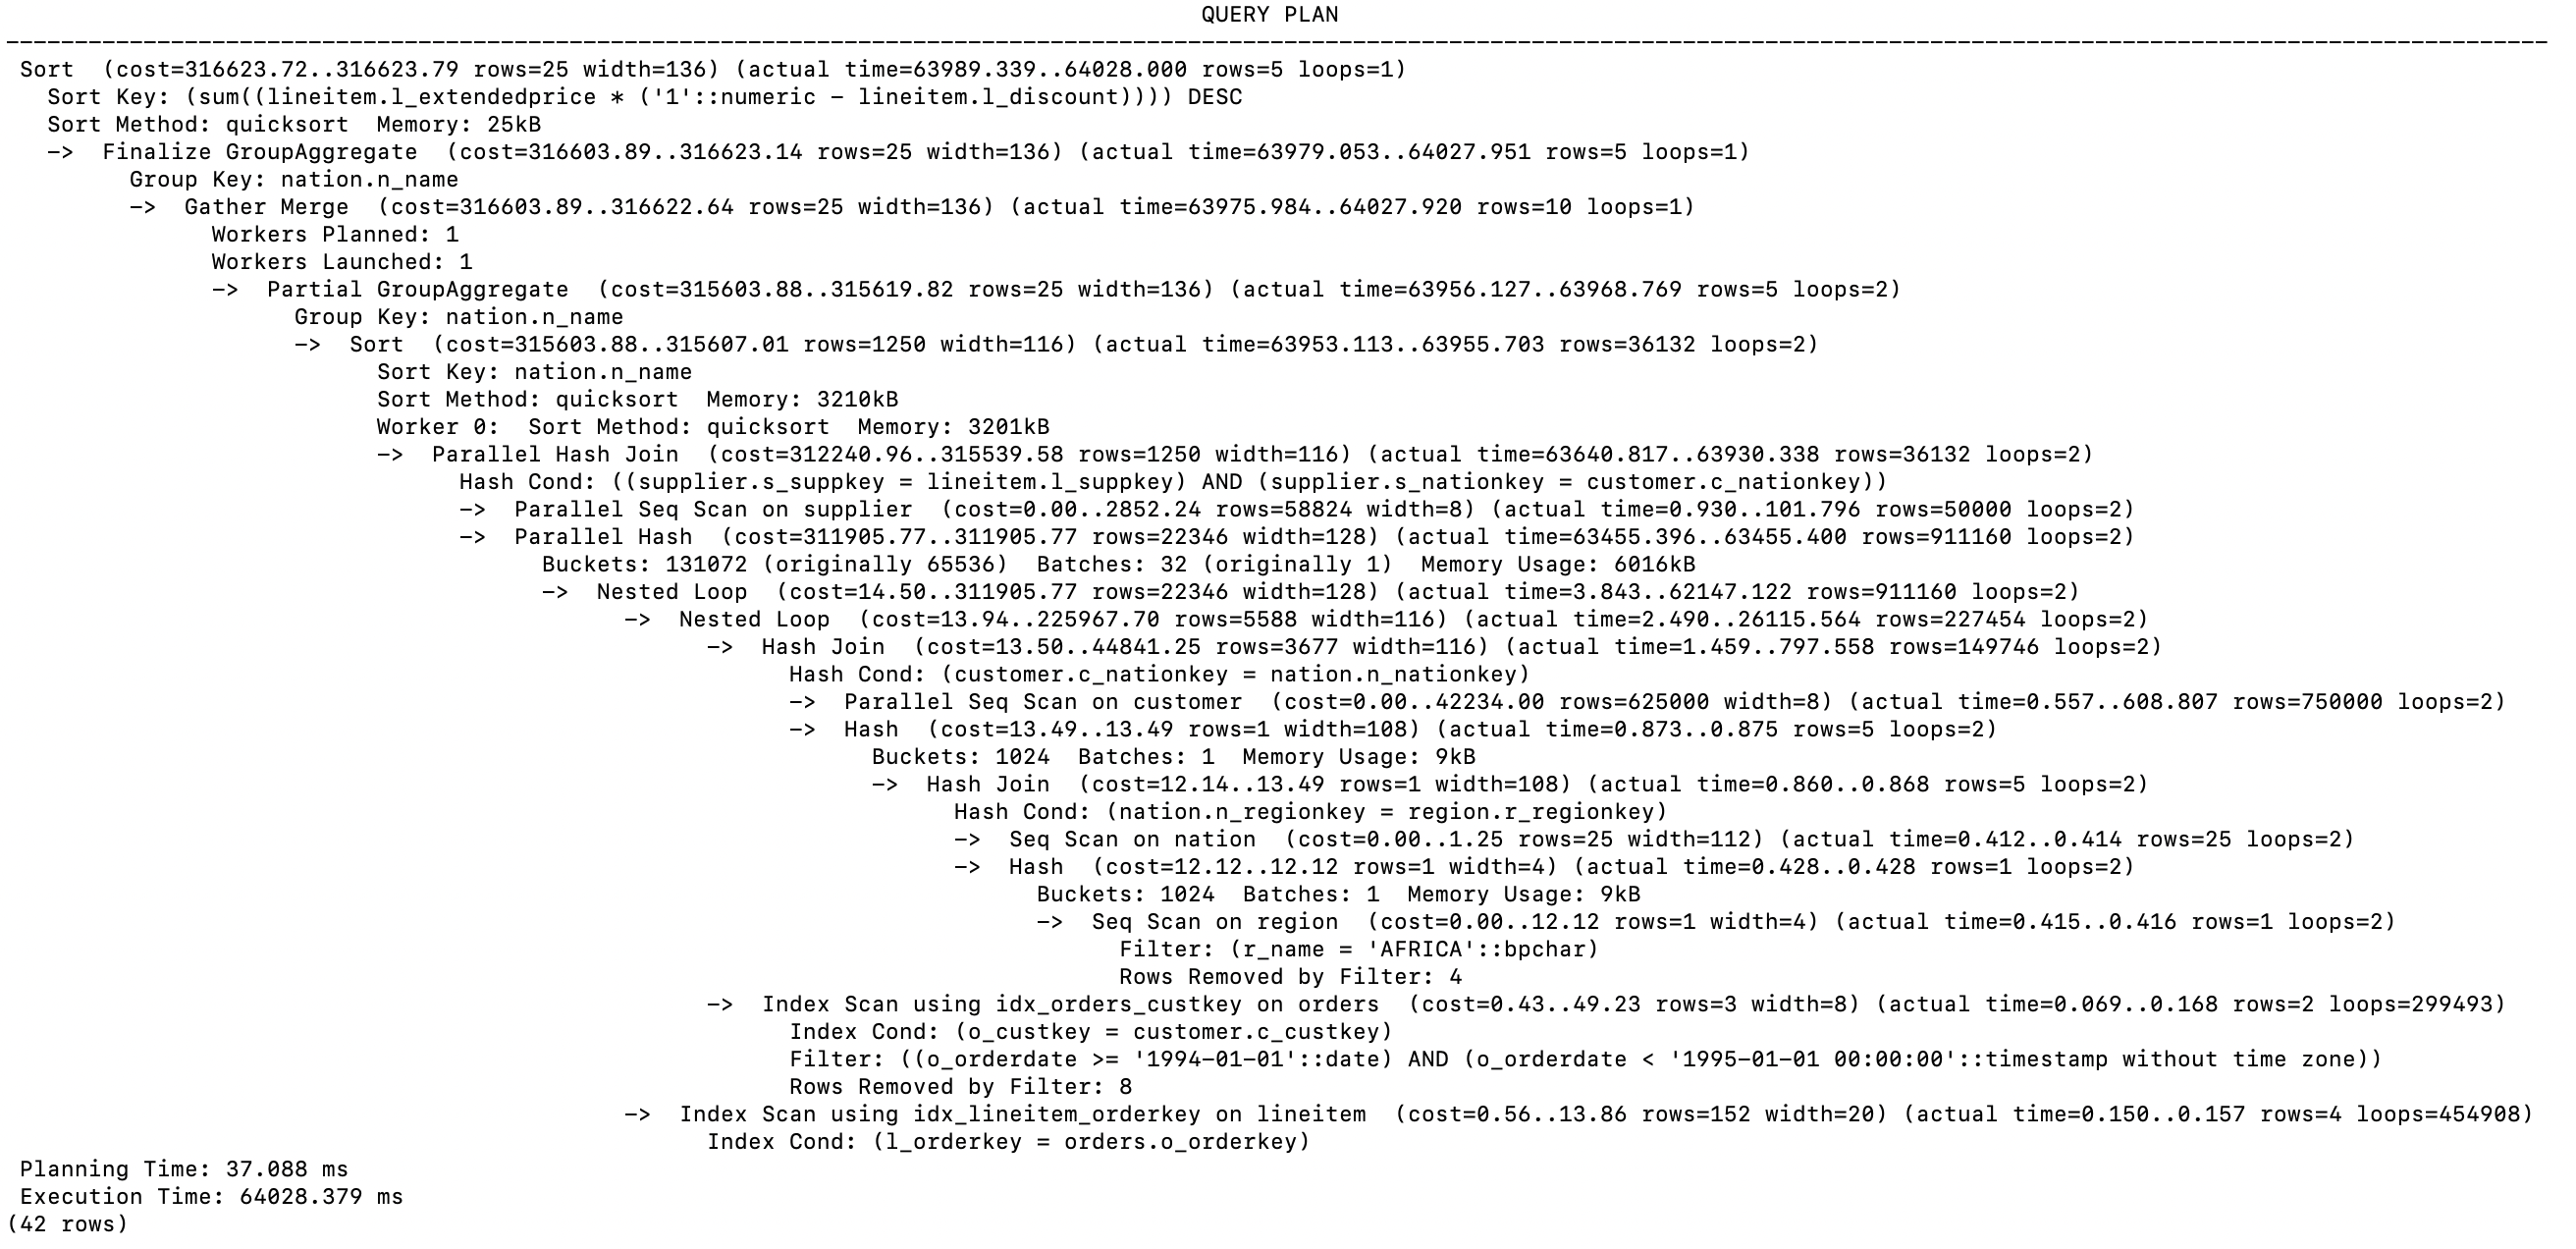 QUERY PLAN
------------------------------------------------------------------------------------------------------------------------------------------------------------------------------------------
Sort  (cost=316623.72..316623.79 rows=25 width=136) (actual time=63989.339..64028.000 rows=5 loops=1)
Sort Key: (sum((lineitem.l_extendedprice * ('1'::numeric - lineitem.l_discount)))) DESC
Sort Method: quicksort  Memory: 25kB
->  Finalize GroupAggregate  (cost=316603.89..316623.14 rows=25 width=136) (actual time=63979.053..64027.951 rows=5 loops=1)
Group Key: nation.n_name
->  Gather Merge  (cost=316603.89..316622.64 rows=25 width=136) (actual time=63975.984..64027.920 rows=10 loops=1)
Workers Planned: 1
Workers Launched: 1
->  Partial GroupAggregate  (cost=315603.88..315619.82 rows=25 width=136) (actual time=63956.127..63968.769 rows=5 loops=2)
Group Key: nation.n_name
->  Sort  (cost=315603.88..315607.01 rows=1250 width=116) (actual time=63953.113..63955.703 rows=36132 loops=2)
Sort Key: nation.n_name
Sort Method: quicksort  Memory: 3210kB
Worker 0:  Sort Method: quicksort  Memory: 3201kB
->  Parallel Hash Join  (cost=312240.96..315539.58 rows=1250 width=116) (actual time=63640.817..63930.338 rows=36132 loops=2)
Hash Cond: ((supplier.s_suppkey = lineitem.l_suppkey) AND (supplier.s_nationkey = customer.c_nationkey))
->  Parallel Seq Scan on supplier  (cost=0.00..2852.24 rows=58824 width=8) (actual time=0.930..101.796 rows=50000 loops=2)
->  Parallel Hash  (cost=311905.77..311905.77 rows=22346 width=128) (actual time=63455.396..63455.400 rows=911160 loops=2)
Buckets: 131072 (originally 65536)  Batches: 32 (originally 1)  Memory Usage: 6016kB
->  Nested Loop  (cost=14.50..311905.77 rows=22346 width=128) (actual time=3.843..62147.122 rows=911160 loops=2)
->  Nested Loop  (cost=13.94..225967.70 rows=5588 width=116) (actual time=2.490..26115.564 rows=227454 loops=2)
->  Hash Join  (cost=13.50..44841.25 rows=3677 width=116) (actual time=1.459..797.558 rows=149746 loops=2)
Hash Cond: (customer.c_nationkey = nation.n_nationkey)
->  Parallel Seq Scan on customer  (cost=0.00..42234.00 rows=625000 width=8) (actual time=0.557..608.807 rows=750000 loops=2)
->  Hash  (cost=13.49..13.49 rows=1 width=108) (actual time=0.873..0.875 rows=5 loops=2)
Buckets: 1024  Batches: 1  Memory Usage: 9kB
->  Hash Join  (cost=12.14..13.49 rows=1 width=108) (actual time=0.860..0.868 rows=5 loops=2)
Hash Cond: (nation.n_regionkey = region.r_regionkey)
->  Seq Scan on nation  (cost=0.00..1.25 rows=25 width=112) (actual time=0.412..0.414 rows=25 loops=2)
->  Hash  (cost=12.12..12.12 rows=1 width=4) (actual time=0.428..0.428 rows=1 loops=2)
Buckets: 1024  Batches: 1  Memory Usage: 9kB
->  Seq Scan on region  (cost=0.00..12.12 rows=1 width=4) (actual time=0.415..0.416 rows=1 loops=2)
Filter: (r_name = 'AFRICA'::bpchar)
Rows Removed by Filter: 4
->  Index Scan using idx_orders_custkey on orders  (cost=0.43..49.23 rows=3 width=8) (actual time=0.069..0.168 rows=2 loops=299493)
Index Cond: (o_custkey = customer.c_custkey)
Filter: ((o_orderdate >= '1994-01-01'::date) AND (o_orderdate < '1995-01-01 00:00:00'::timestamp without time zone))
Rows Removed by Filter: 8
->  Index Scan using idx_lineitem_orderkey on lineitem  (cost=0.56..13.86 rows=152 width=20) (actual time=0.150..0.157 rows=4 loops=454908)
Index Cond: (l_orderkey = orders.o_orderkey)
Planning Time: 37.088 ms
Execution Time: 64028.379 ms
(42 rows)